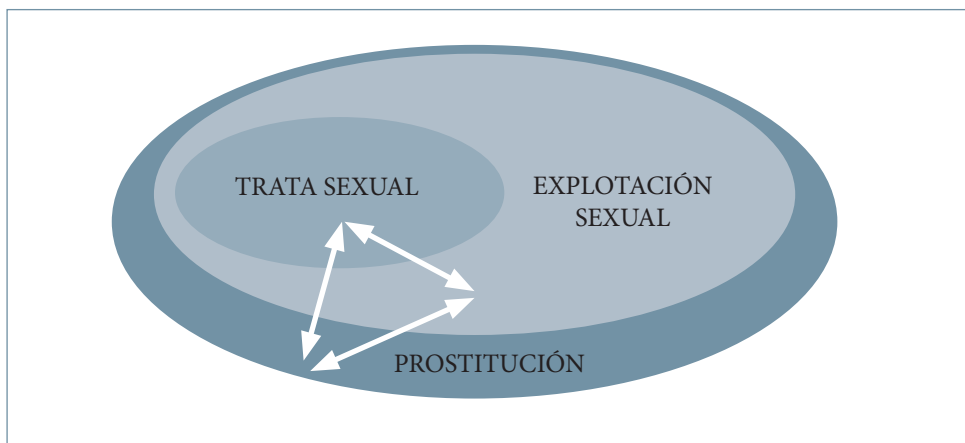 TRATA SEXUAL
EXPLOTACIÓN
SEXUAL
PROSTITUCIÓN